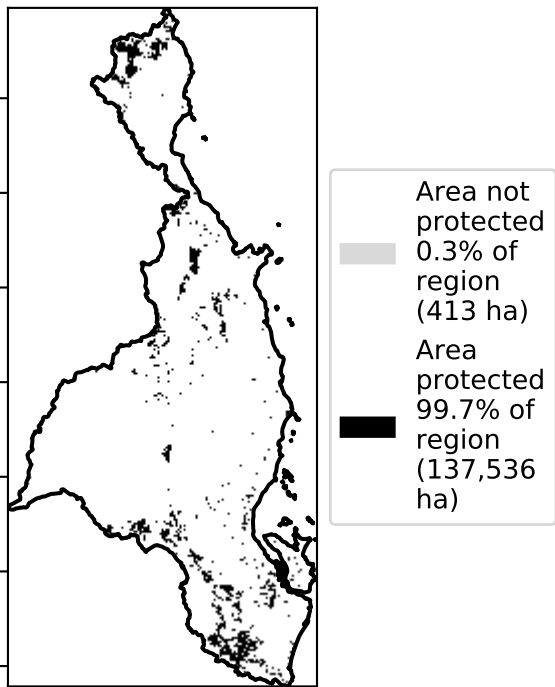 Area not
protected
0.3% of
region
(413 ha)
Area
protected
99.7% of
region
(137,536
ha)